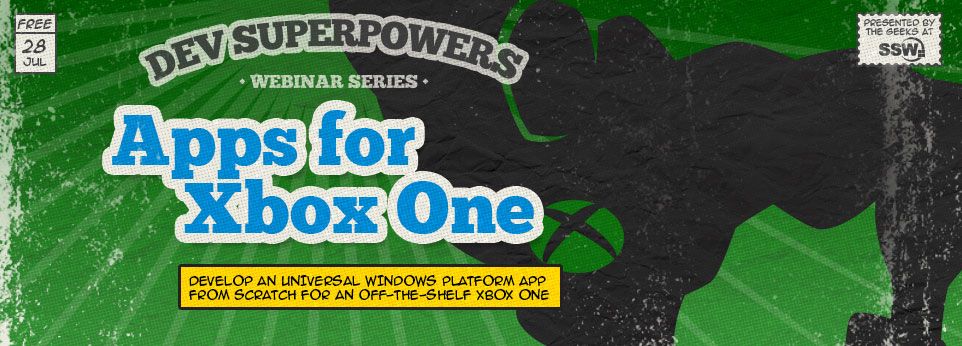 FREE
28
JUL
DEV SUPERPOWERS
• WEBINAR SERIES •
Apps for
Xbox One
DEVELOP AN UNIVERSAL WINDOWS PLATFORM APP
FROM SCRATCH FOR AN OFF-THE-SHELF XBOX ONE
PRESENTED BY
THE GEEKS AT
SSW